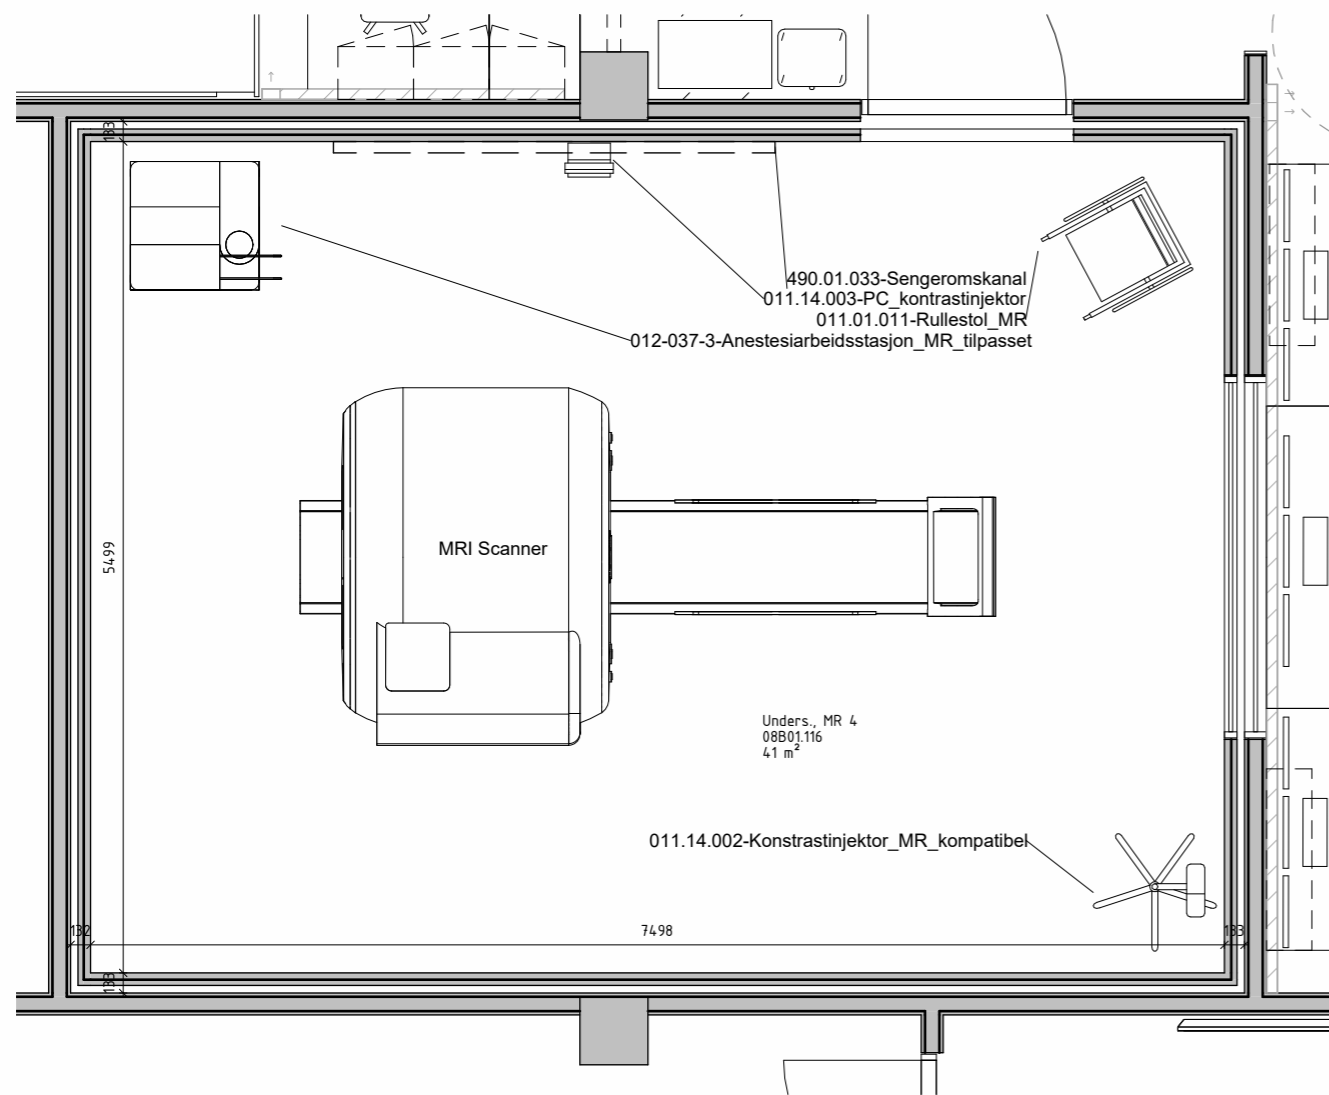 133
490.01.033-Sengeromskanal
011.14.003-PC_kontrastinjektor
011.01.011-Rullestol_MR
012-037-3-Anestesiarbeidsstasjon_MR_tilpasset
MRI Scanner
5499
Unders., MR 4
08B01.116
41 m²
011.14.002-Konstrastinjektor_MR_kompatibel
132
7498
133
133